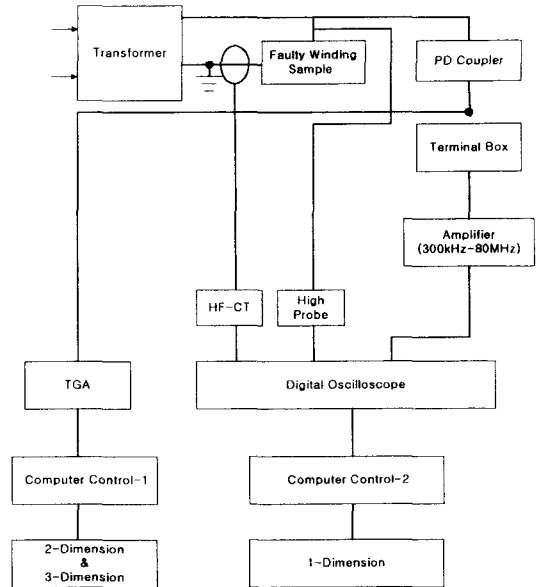 Transformer
Faulty Winding
Sample
PD Coupler
Terminal Box
Amplifier
(300kHz-80MHz)
HF-CT
High
Probe
TGA
Digital Oscilloscope
Computer Control-1
Computer Control-2
2-Dimension
&
3-Dimension
1-Dimension